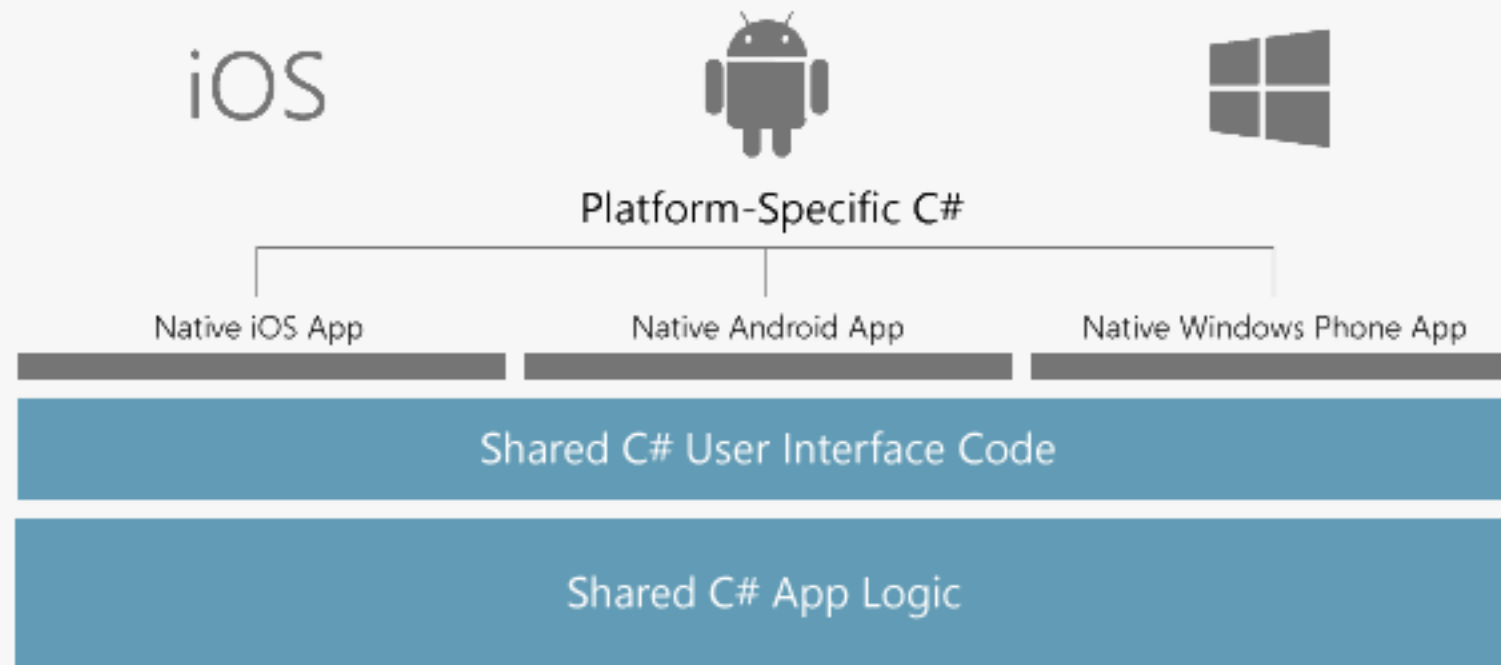 iOS
Platform-Specific C#
Native iOS App
Native Android App
Native Windows Phone App
Shared C# User Interface Code
Shared C# App Logic